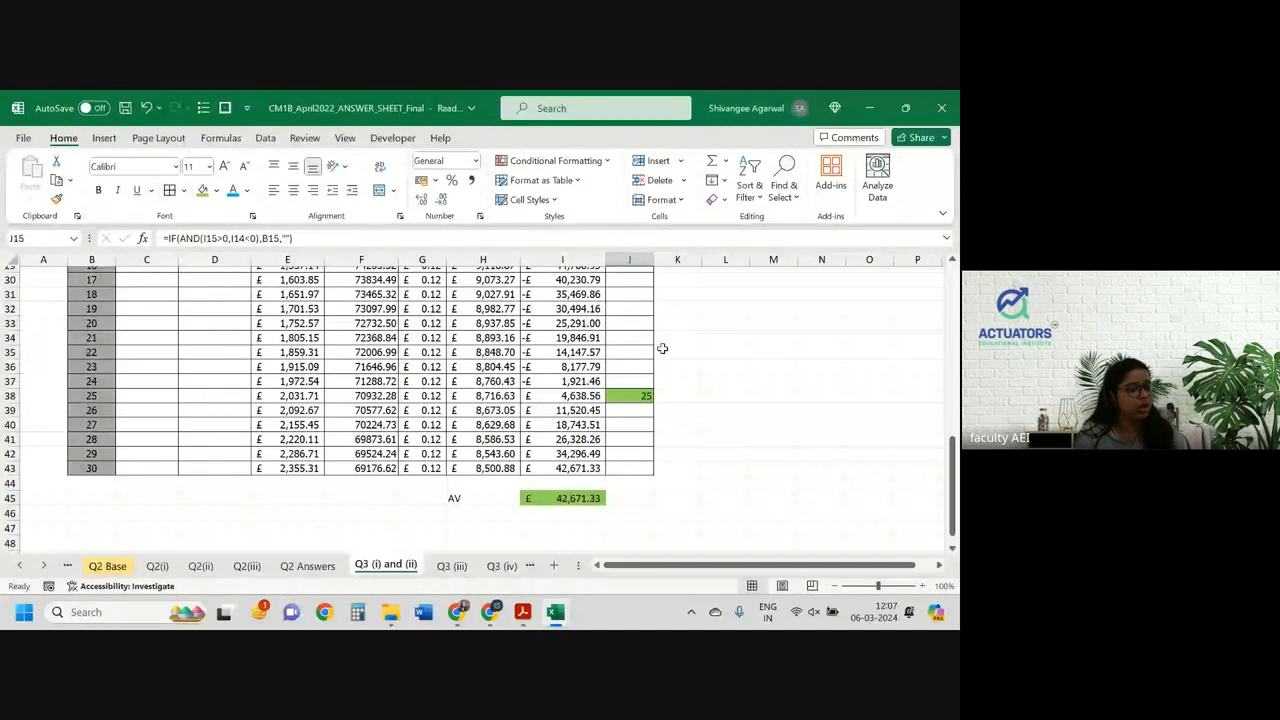 AutoSave Off CM1B_April2022_ANSWER_SHEET_Final - Read... Search Shivangee Agarwal SA
File Home Insert Page Layout Formulas Data Review View Developer Help Comments Share
Paste Calibri 11 General Conditional Formatting Insert Sort & Find & Add-ins Analyze
B I U Format as Table Delete Filter Select Data
Cell Styles Format
Clipboard Font Alignment Number Styles Cells Editing Add-ins
J15 fx =IF(AND(I15>0,I14<0),B15,"")
A B C D E F G H I J K L M N O P
30 17 £ 1,603.85 73834.49 £ 0.12 £ 9,073.27 -£ 40,230.79
31 18 £ 1,651.97 73465.32 £ 0.12 £ 9,027.91 -£ 35,469.86
32 19 £ 1,701.53 73097.99 £ 0.12 £ 8,982.77 -£ 30,494.16
33 20 £ 1,752.57 72732.50 £ 0.12 £ 8,937.85 -£ 25,291.00
34 21 £ 1,805.15 72368.84 £ 0.12 £ 8,893.16 -£ 19,846.91
35 22 £ 1,859.31 72006.99 £ 0.12 £ 8,848.70 -£ 14,147.57
36 23 £ 1,915.09 71646.96 £ 0.12 £ 8,804.45 -£ 8,177.79
37 24 £ 1,972.54 71288.72 £ 0.12 £ 8,760.43 -£ 1,921.46
38 25 £ 2,031.71 70932.28 £ 0.12 £ 8,716.63 £ 4,638.56 25
39 26 £ 2,092.67 70577.62 £ 0.12 £ 8,673.05 £ 11,520.45
40 27 £ 2,155.45 70224.73 £ 0.12 £ 8,629.68 £ 18,743.51
41 28 £ 2,220.11 69873.61 £ 0.12 £ 8,586.53 £ 26,328.26
42 29 £ 2,286.71 69524.24 £ 0.12 £ 8,543.60 £ 34,296.49
43 30 £ 2,355.31 69176.62 £ 0.12 £ 8,500.88 £ 42,671.33
44
45 AV £ 42,671.33
46
47
48
Q2 Base Q2(i) Q2(ii) Q2(iii) Q2 Answers Q3 (i) and (ii) Q3 (iii) Q3 (iv)
Ready Accessibility: Investigate 100%
Search ENG IN 12:07 06-03-2024
ACTUATORS
EDUCATIONAL INSTITUTE
faculty AEI